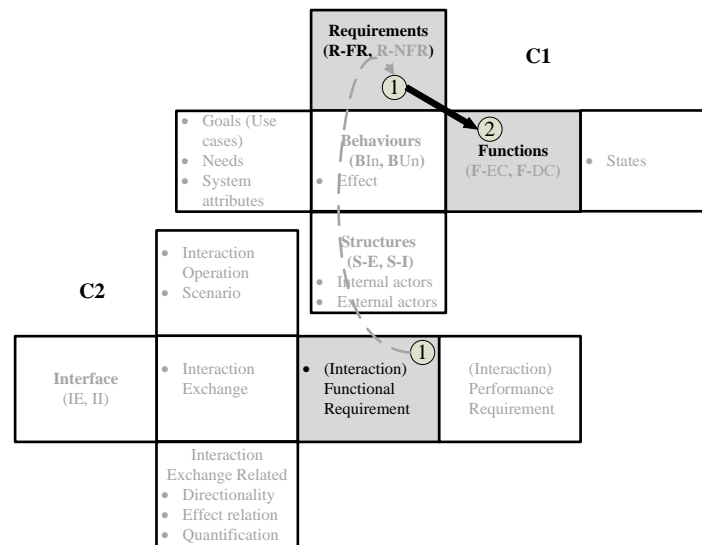 Requirements
(R-FR, R-NFR)
C1
1
2
• Goals (Use
cases)
• Needs
• System
attributes
Behaviours
(BIn, BUn)
• Effect
Functions
(F-EC, F-DC)
• States
Structures
(S-E, S-I)
• Internal actors
• External actors
C2
• Interaction
Operation
• Scenario
1
Interface
(IE, II)
• Interaction
Exchange
• (Interaction)
Functional
Requirement
(Interaction)
Performance
Requirement
Interaction
Exchange Related
• Directionality
• Effect relation
• Quantification